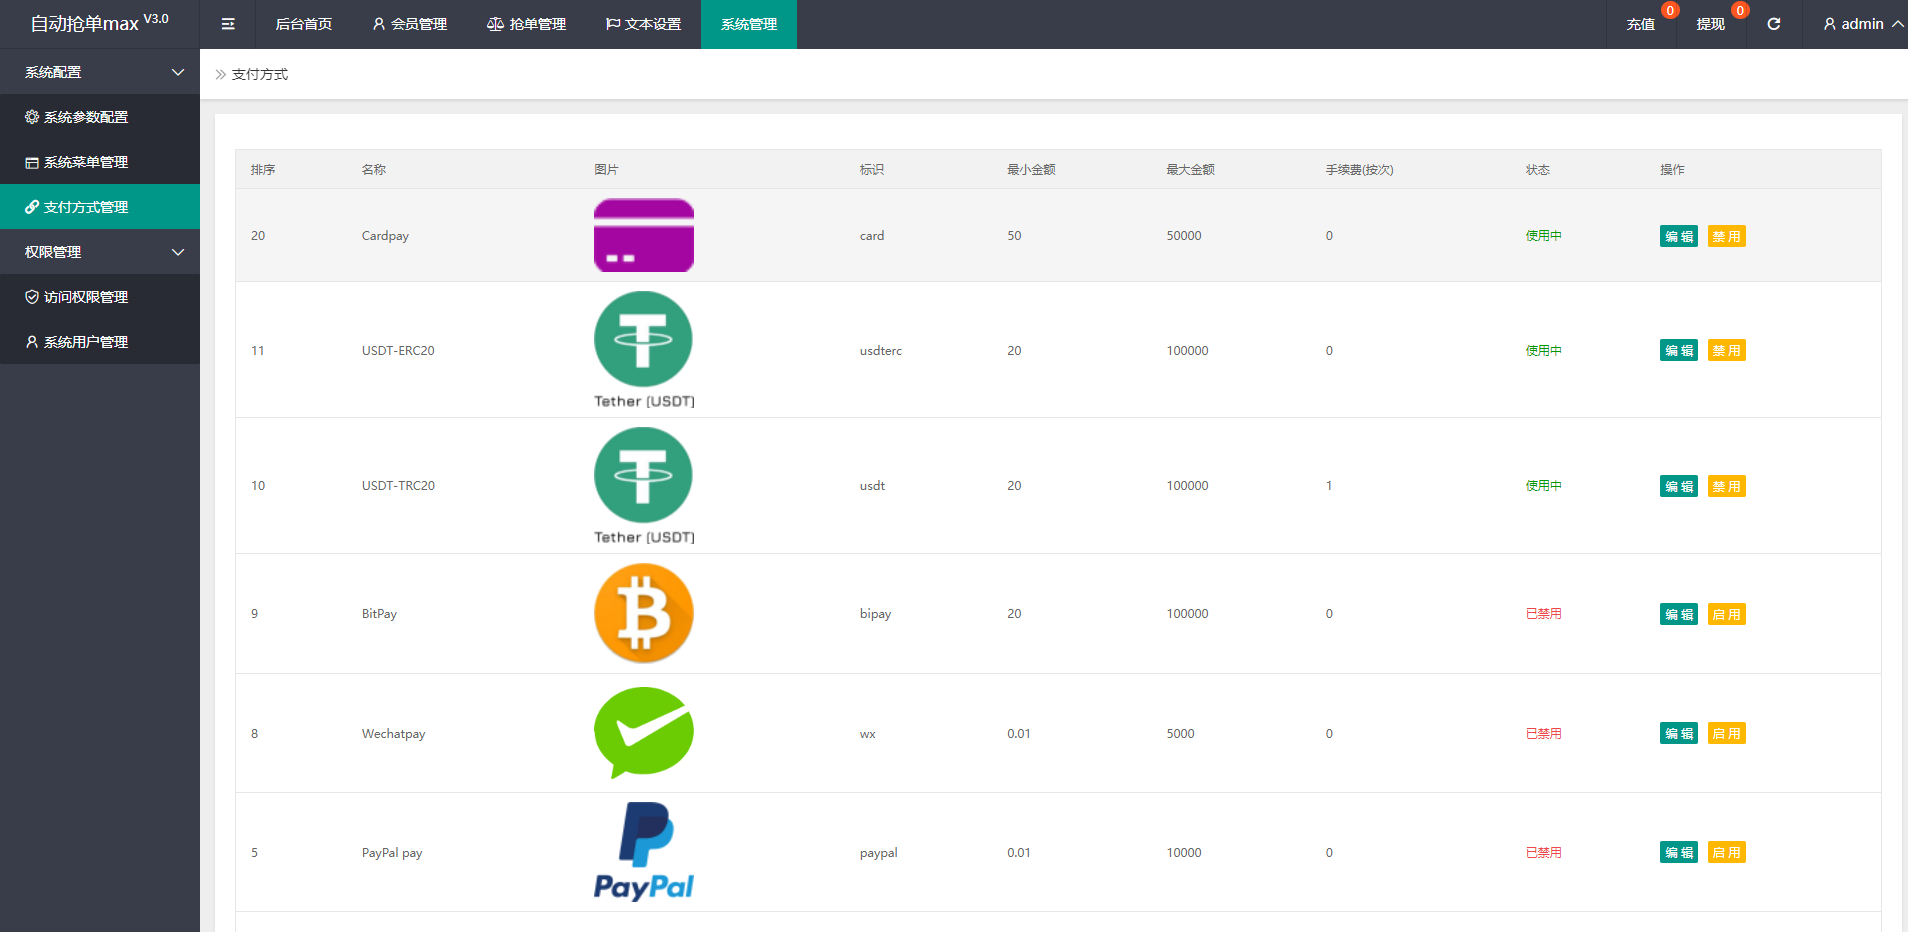 自动抢单max V3.0
后台首页 会员管理 抢单管理 文本设置 系统管理 充值 0 提现 0 admin
系统配置
系统参数配置
系统菜单管理
支付方式管理
权限管理
访问权限管理
系统用户管理
支付方式
排序 名称 图片 标识 最小金额 最大金额 手续费(按次) 状态 操作
20 Cardpay card 50 50000 0 使用中 编辑 禁用
11 USDT-ERC20 usdterc 20 100000 0 使用中 编辑 禁用
Tether (USDT)
10 USDT-TRC20 usdt 20 100000 1 使用中 编辑 禁用
Tether (USDT)
9 BitPay bipay 20 100000 0 已禁用 编辑 启用
8 Wechatpay wx 0.01 5000 0 已禁用 编辑 启用
5 PayPal pay paypal 0.01 10000 0 已禁用 编辑 启用
PayPal